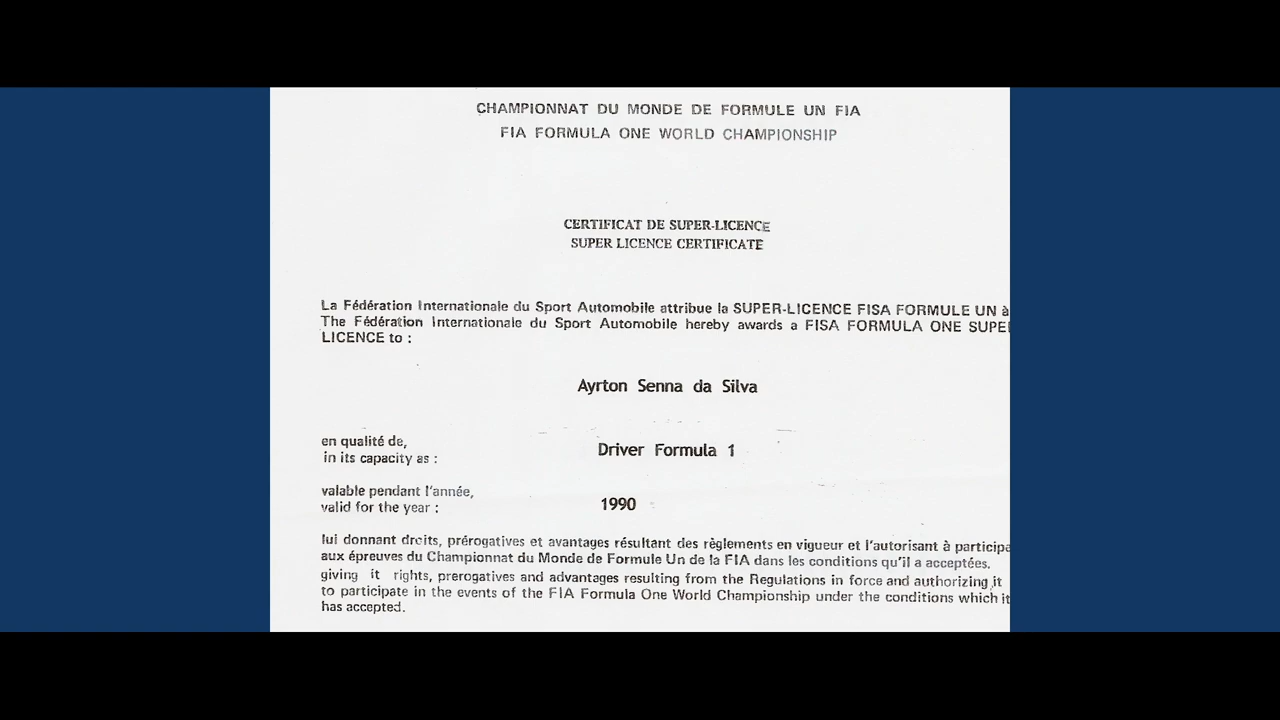 CHAMPIONNAT DU MONDE DE FORMULE UN FIA
FIA FORMULA ONE WORLD CHAMPIONSHIP
CERTIFICAT DE SUPER-LICENCE
SUPER LICENCE CERTIFICATE
La Fédération Internationale du Sport Automobile attribue la SUPER-LICENCE FISA FORMULE UN à
The Fédération Internationale du Sport Automobile hereby awards a FISA FORMULA ONE SUPE
LICENCE to :
Ayrton Senna da Silva
en qualité de,
in its capacity as :
Driver Formula 1
valable pendant l'année,
valid for the year :
1990
lui donnant droits, prérogatives et avantages résultant des règlements en vigueur et l'autorisant à participe
aux épreuves du Championnat du Monde de Formule Un de la FIA dans les conditions qu'il a acceptées.
giving it rights, prerogatives and advantages resulting from the Regulations in force and authorizing it
to participate in the events of the FIA Formula One World Championship under the conditions which it
has accepted.